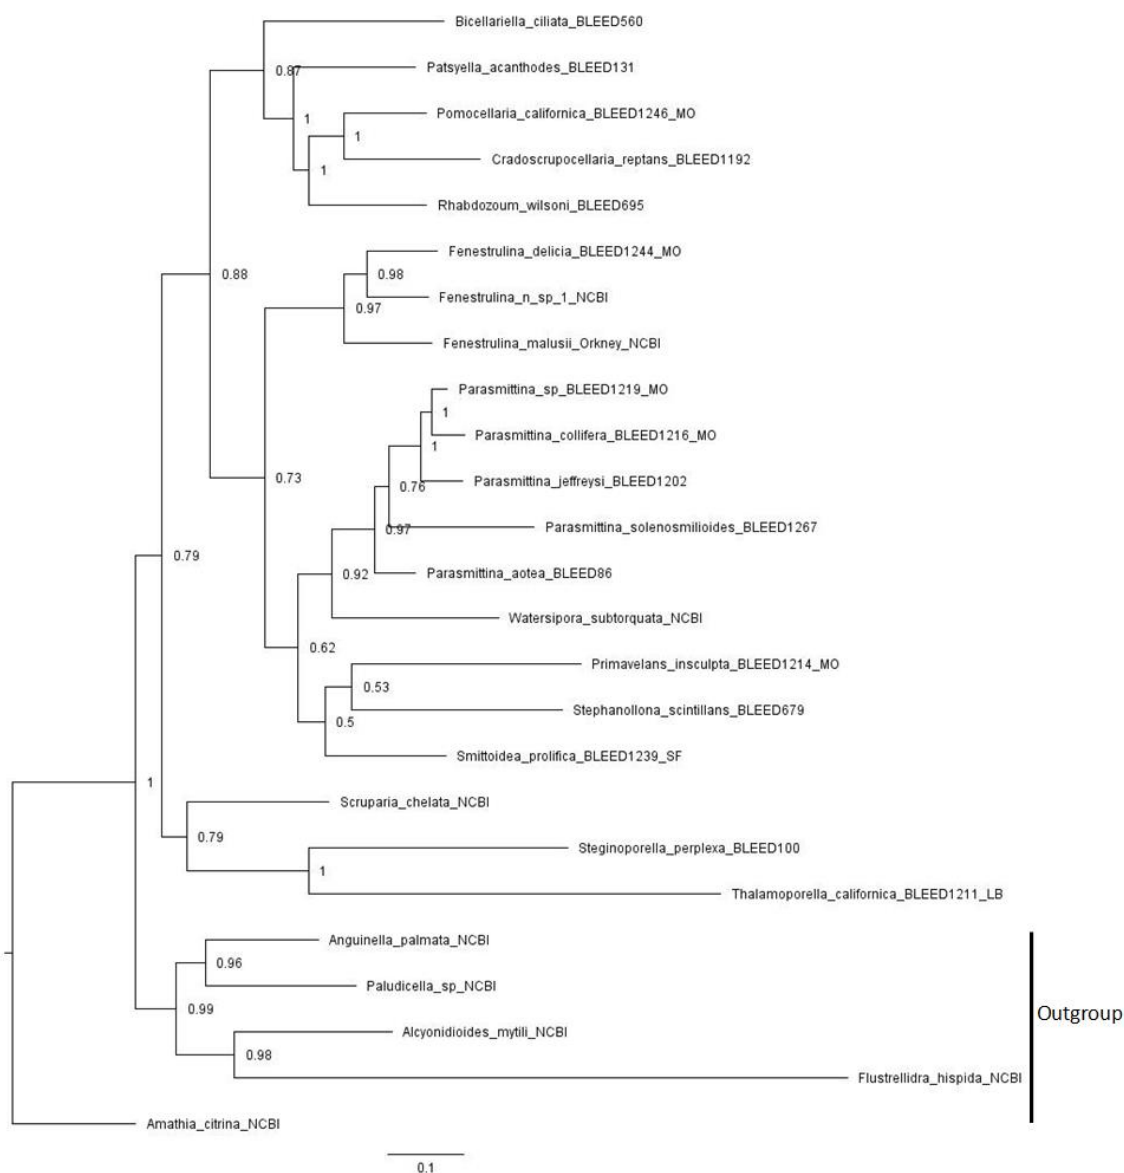 Bicellariella_ciliata_BLEED560
0.87
Patsyella_acanthodes_BLEED131
1
Pomocellaria_californica_BLEED1246_MO
1
Cradoscrupocellaria_reptans_BLEED1192
1
Rhabdozoum_wilsoni_BLEED695
0.88
Fenestrulina_delicia_BLEED1244_MO
0.98
Fenestrulina_n_sp_1_NCBI
0.97
Fenestrulina_malusii_Orkney_NCBI
Parasmittina_sp_BLEED1219_MO
1
Parasmittina_collifera_BLEED1216_MO
1
Parasmittina_jeffreysi_BLEED1202
0.73
0.76
Parasmittina_solenosmilioides_BLEED1267
0.97
Parasmittina_aotea_BLEED86
0.79
0.92
Watersipora_subtorquata_NCBI
0.62
Primavelans_insculpta_BLEED1214_MO
0.53
Stephanollona_scintillans_BLEED679
0.5
Smittoidea_prolifica_BLEED1239_SF
1
Scruparia_chelata_NCBI
0.79
Steginoporella_perplexa_BLEED100
1
Thalamoporella_californica_BLEED1211_LB
Anguinella_palmata_NCBI
0.96
Paludicella_sp_NCBI
0.99
Outgroup
Alcyonidioides_mytili_NCBI
0.98
Flustrellidra_hispida_NCBI
Amathia_citrina_NCBI
0.1